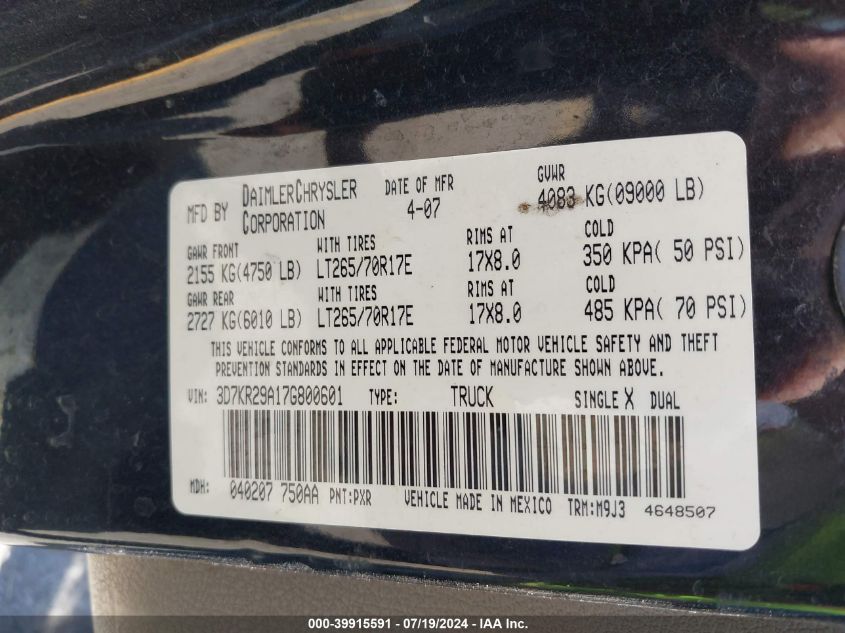 MFD BY DAIMLERCHRYSLER CORPORATION DATE OF MFR 4-07 GVWR 4083 KG(09000 LB)
GAWR FRONT WITH TIRES RIMS AT COLD
2155 KG(4750 LB) LT265/70R17E 17X8.0 350 KPA( 50 PSI)
GAWR REAR WITH TIRES RIMS AT COLD
2727 KG(6010 LB) LT265/70R17E 17X8.0 485 KPA( 70 PSI)
THIS VEHICLE CONFORMS TO ALL APPLICABLE FEDERAL MOTOR VEHICLE SAFETY AND THEFT
PREVENTION STANDARDS IN EFFECT ON THE DATE OF MANUFACTURE SHOWN ABOVE.
VIN: 3D7KR29A17G800601 TYPE: TRUCK SINGLE X DUAL
MDH: 040207 750AA PNT:PXR VEHICLE MADE IN MEXICO TRM:M9J3 4648507
000-39915591 / 07/19/2024 - IAA Inc.